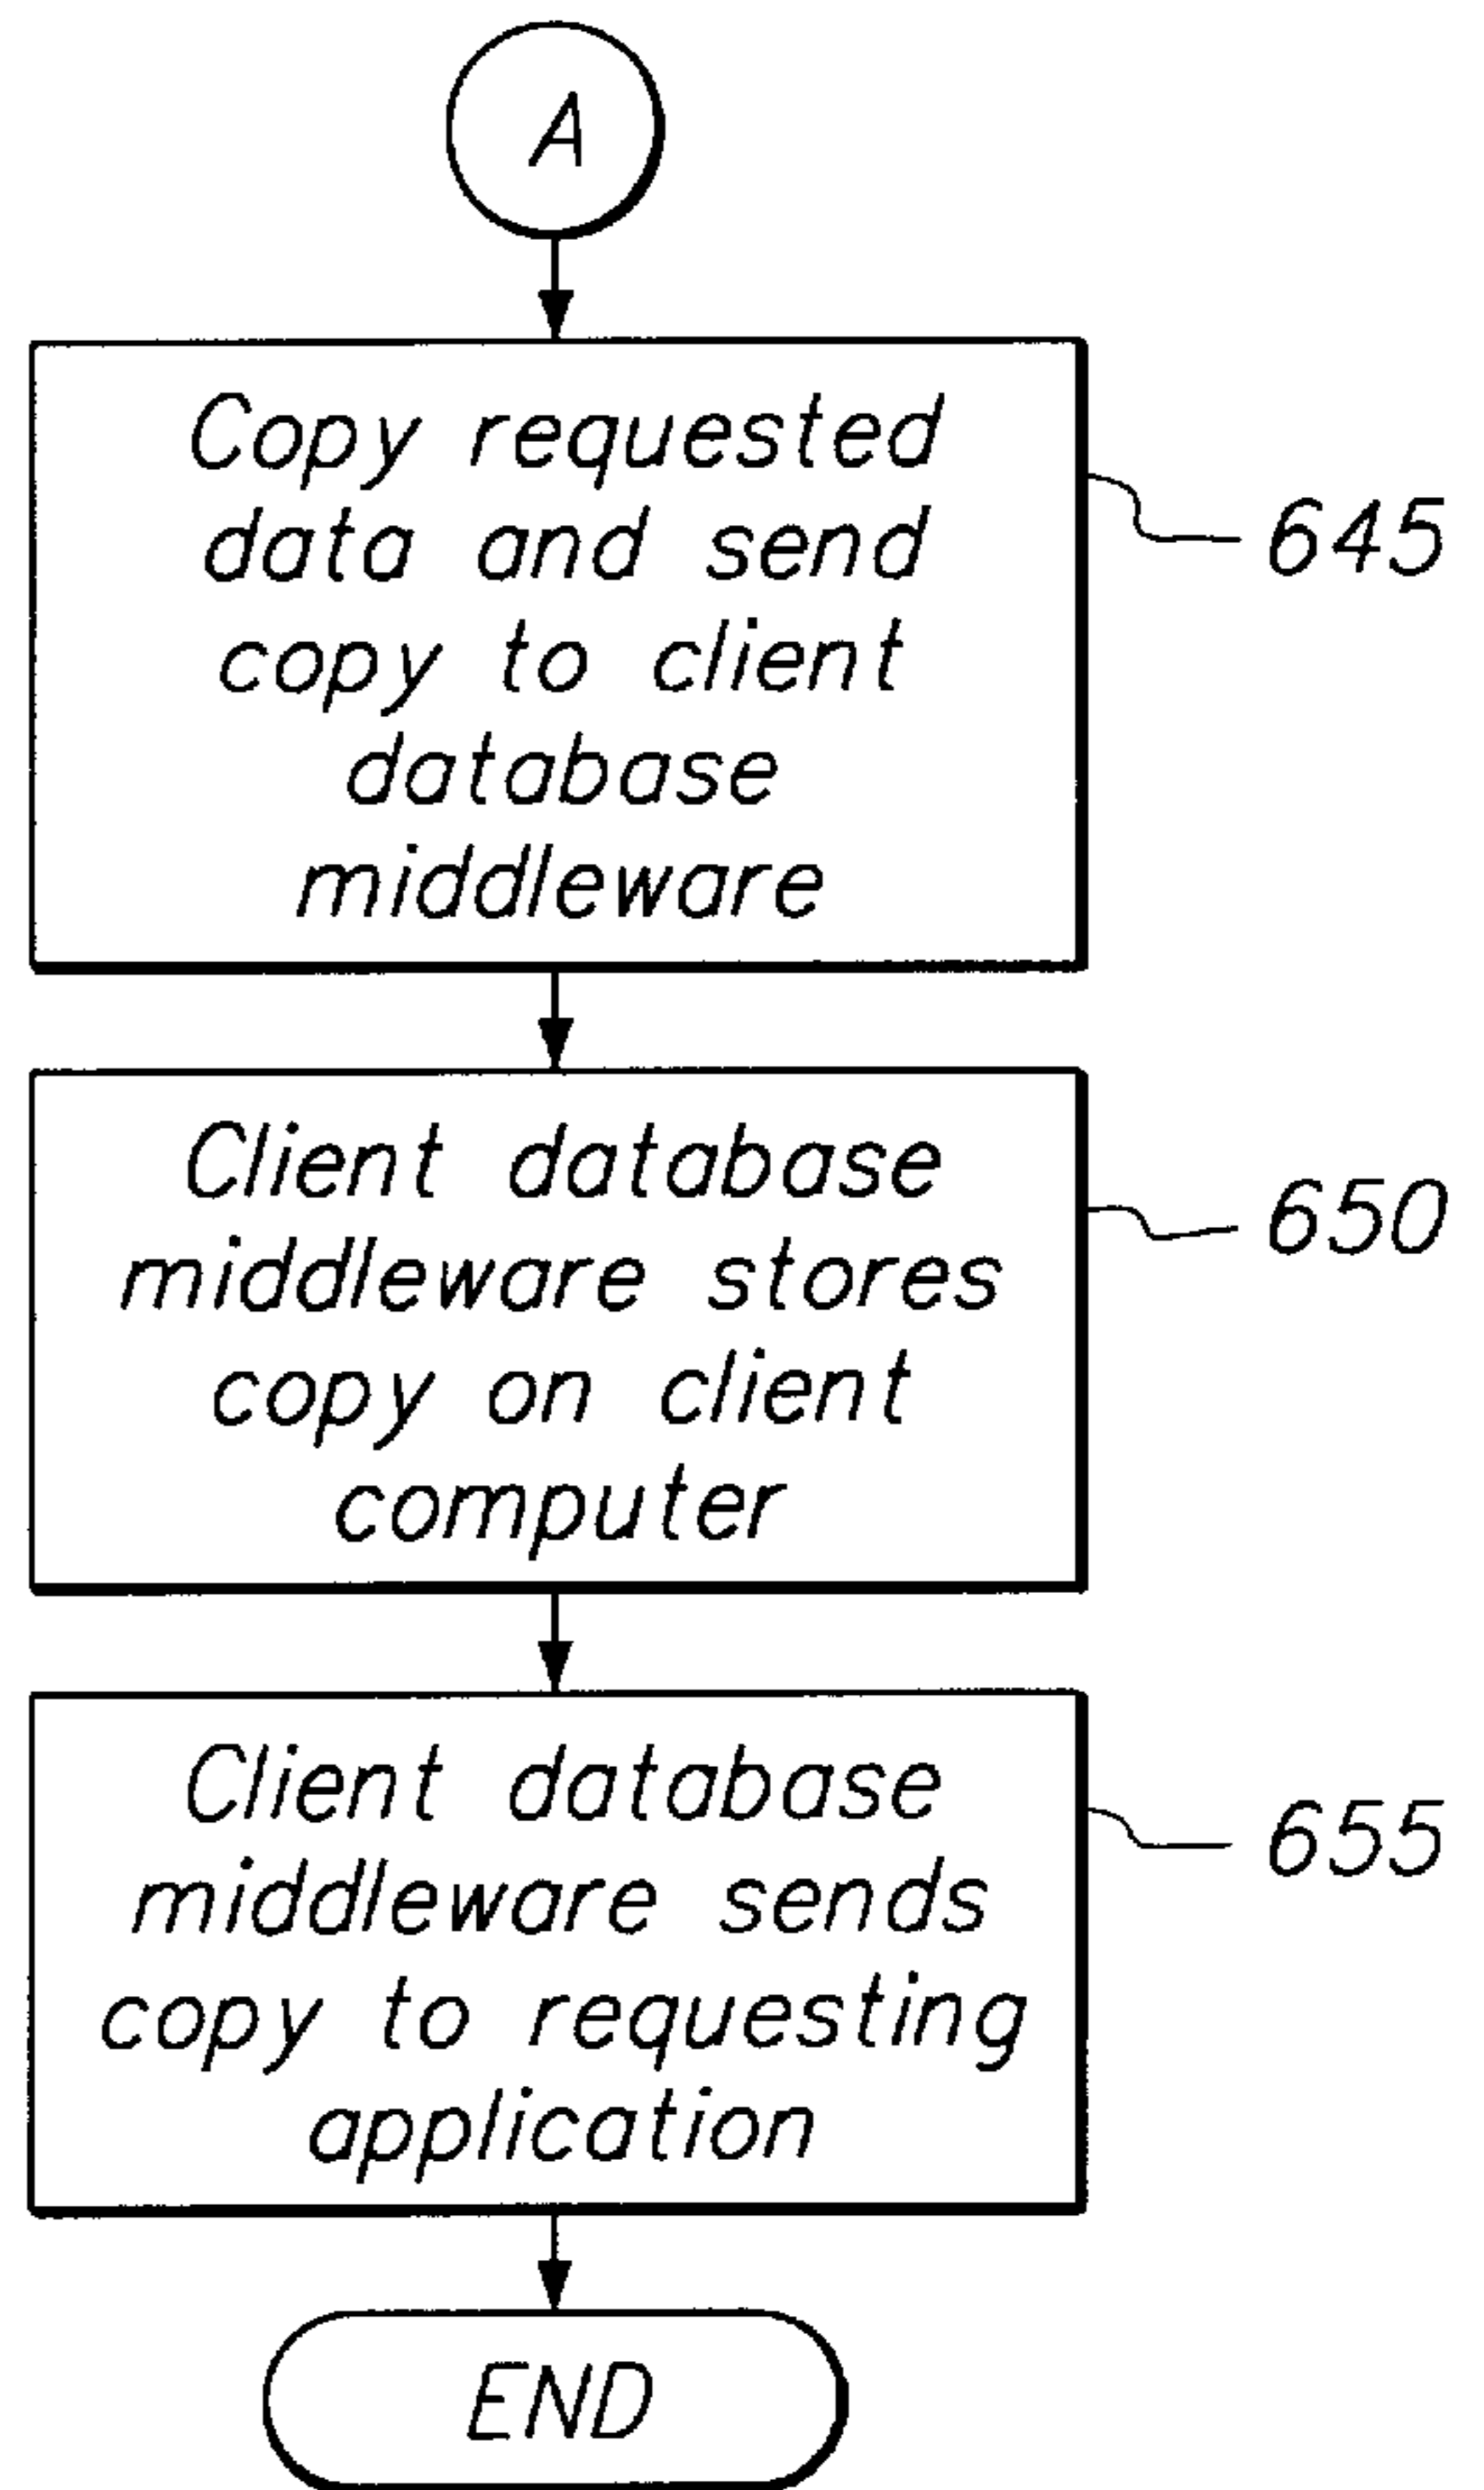 A
Copy requested
data and send
copy to client
database
middleware
645
Client database
middleware stores
copy on client
computer
650
Client database
middleware sends
copy to requesting
application
655
END